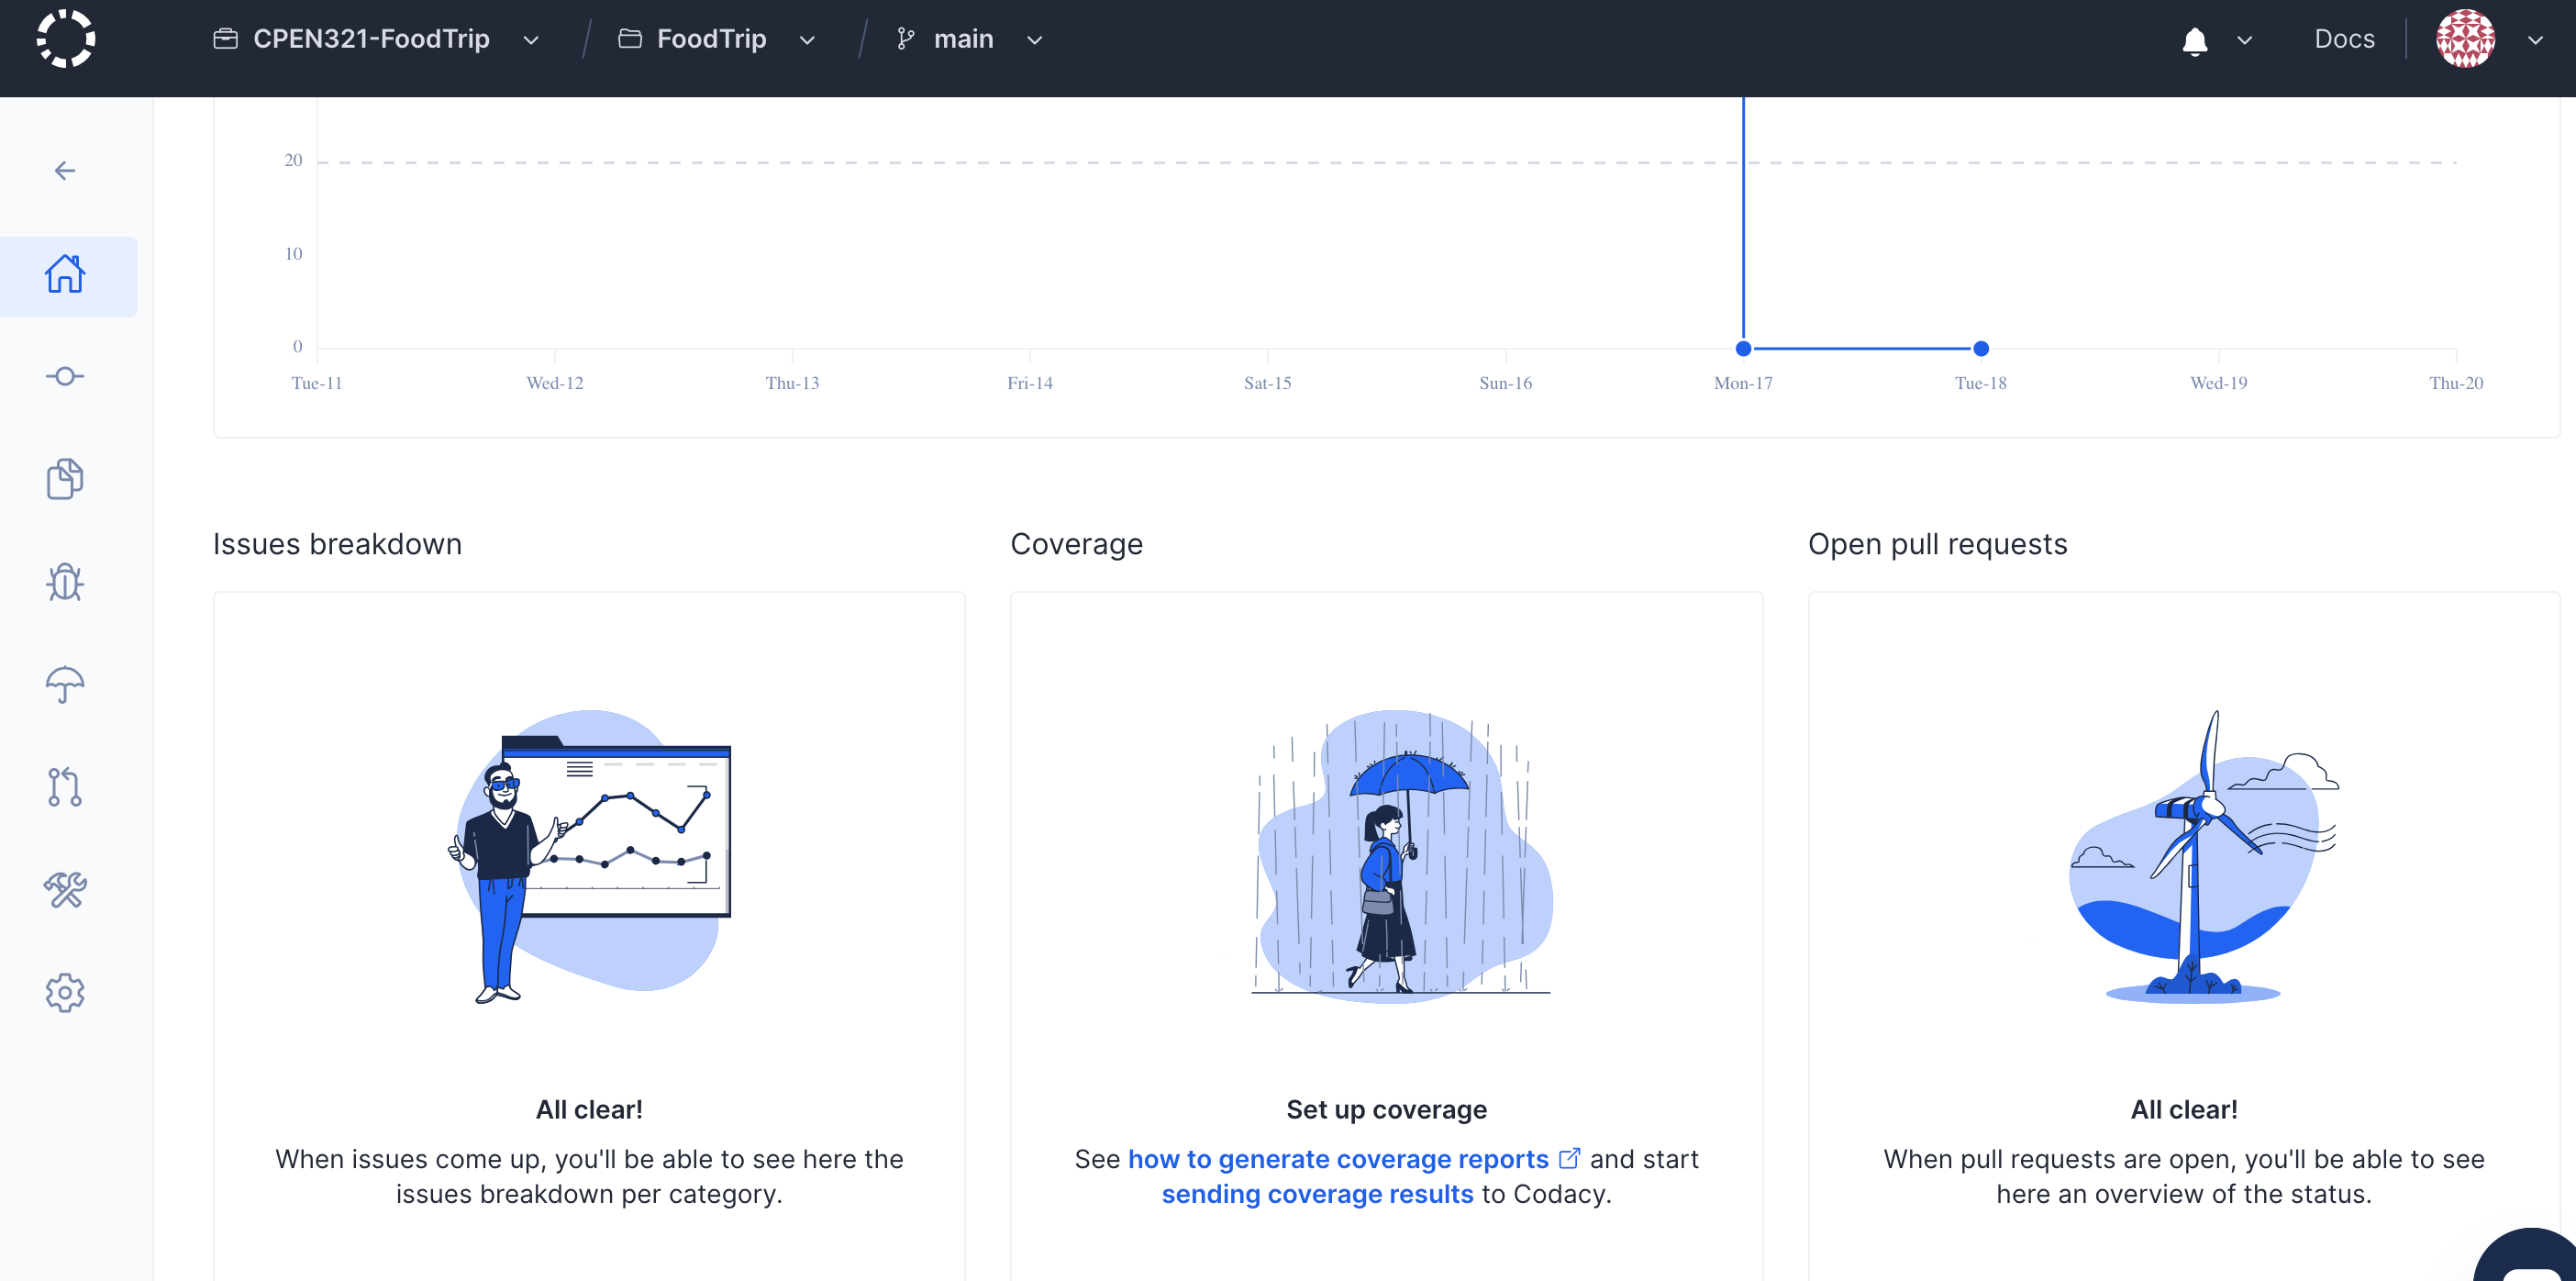 CPEN321-FoodTrip FoodTrip main Docs
20
10
0
Tue-11 Wed-12 Thu-13 Fri-14 Sat-15 Sun-16 Mon-17 Tue-18 Wed-19 Thu-20
Issues breakdown
All clear!
When issues come up, you'll be able to see here the
issues breakdown per category.
Coverage
Set up coverage
See how to generate coverage reports and start
sending coverage results to Codacy.
Open pull requests
All clear!
When pull requests are open, you'll be able to see
here an overview of the status.